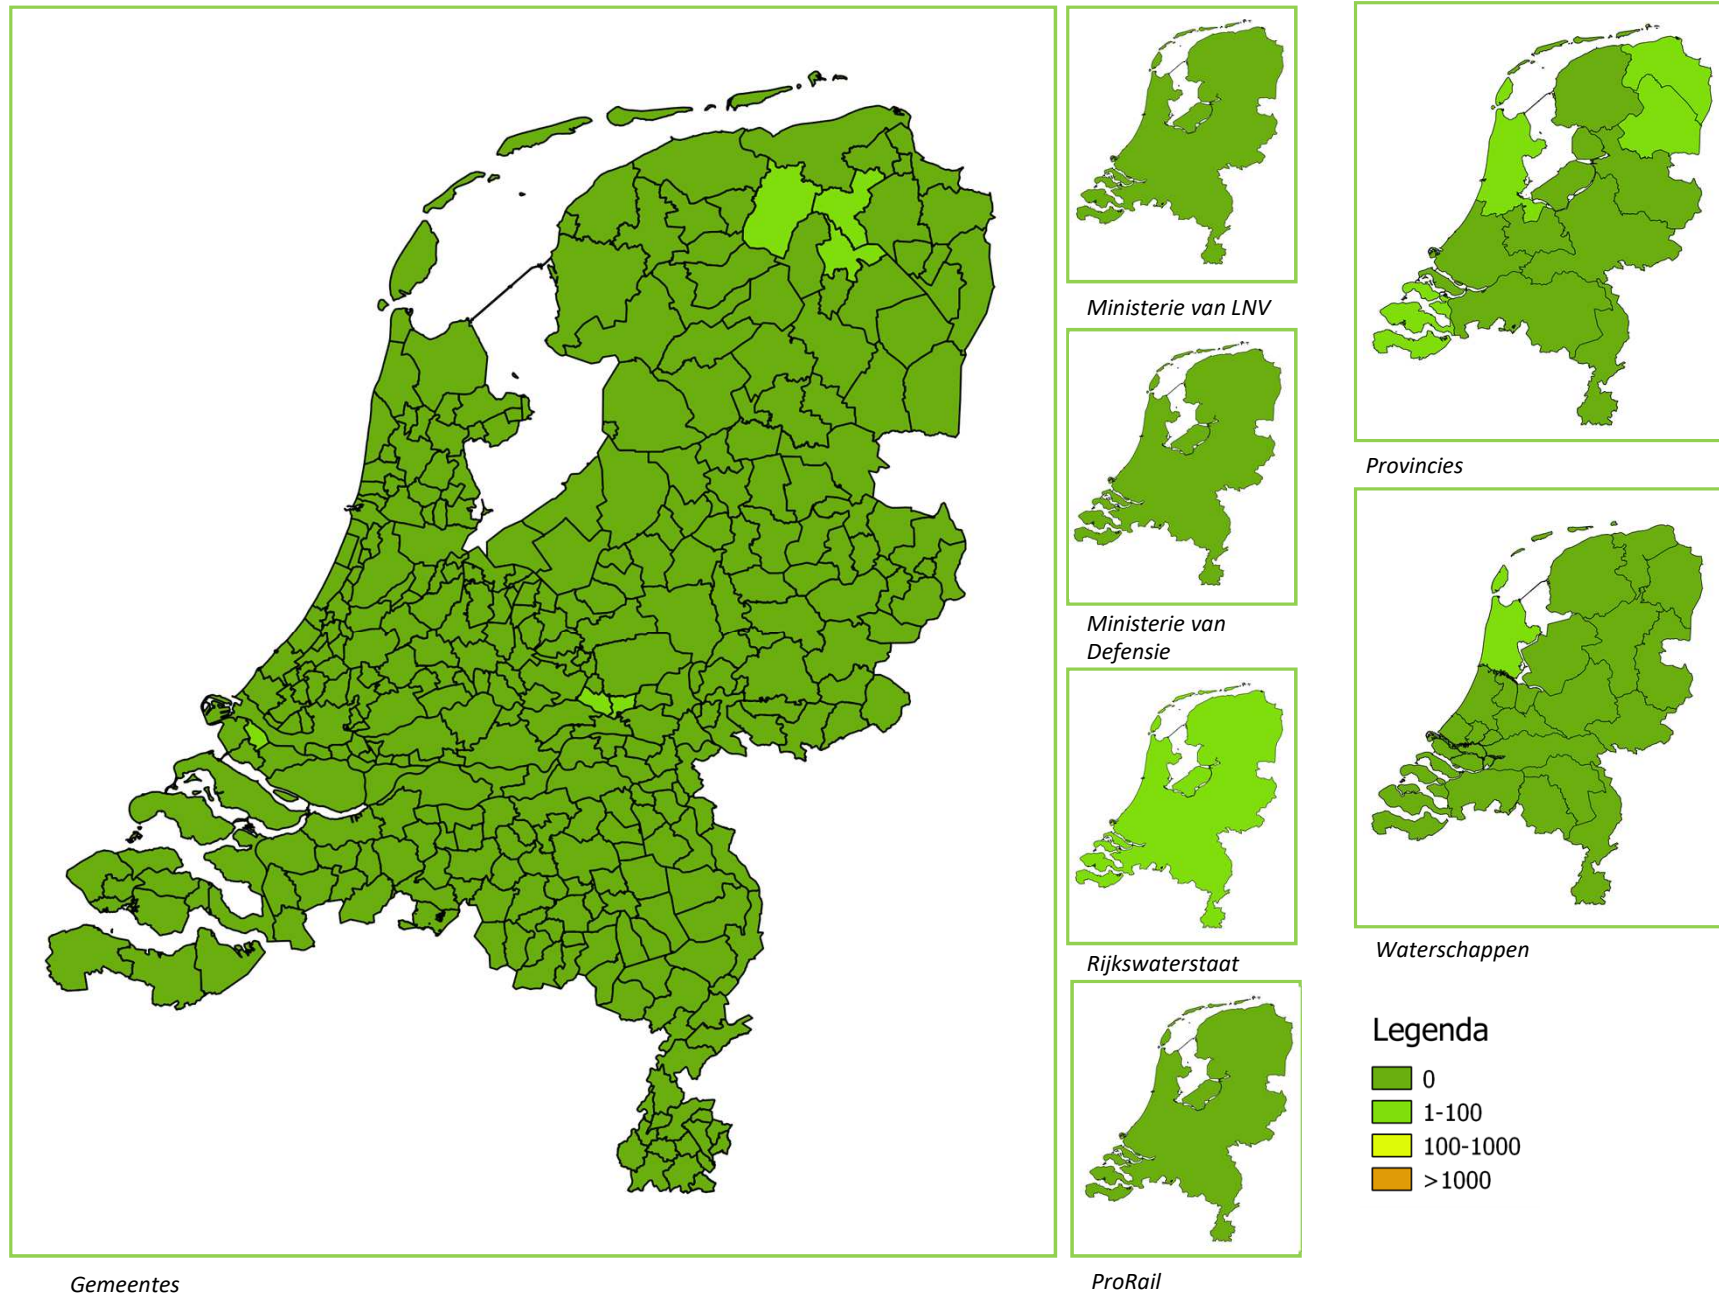 Ministerie van LNV
Provincies
Ministerie van
Defensie
Rijkswaterstaat
Waterschappen
Legenda
0
1-100
100-1000
>1000
Gemeentes
ProRail